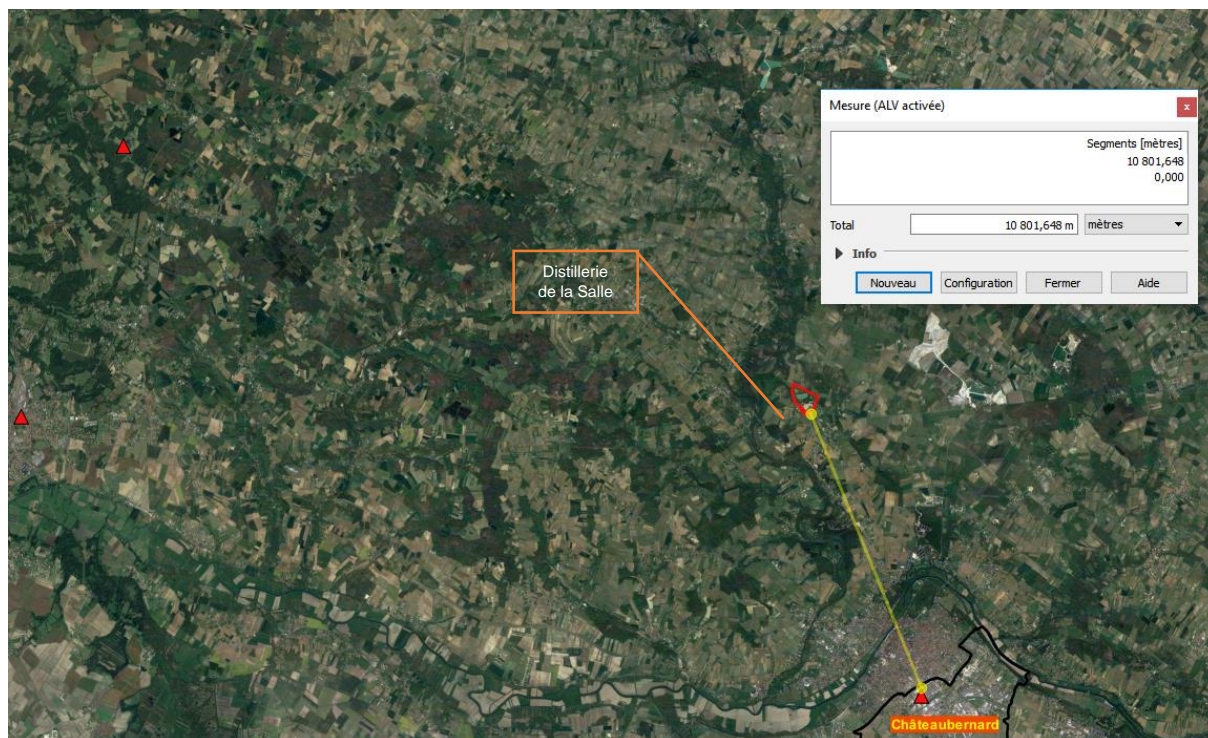 Mesure (ALV activée)
x
Segments [mètres]
10 801,648
0,000
Total
10 801,648 m
mètres
Info
Nouveau
Configuration
Fermer
Aide
Distillerie
de la Salle
Châteaubernard